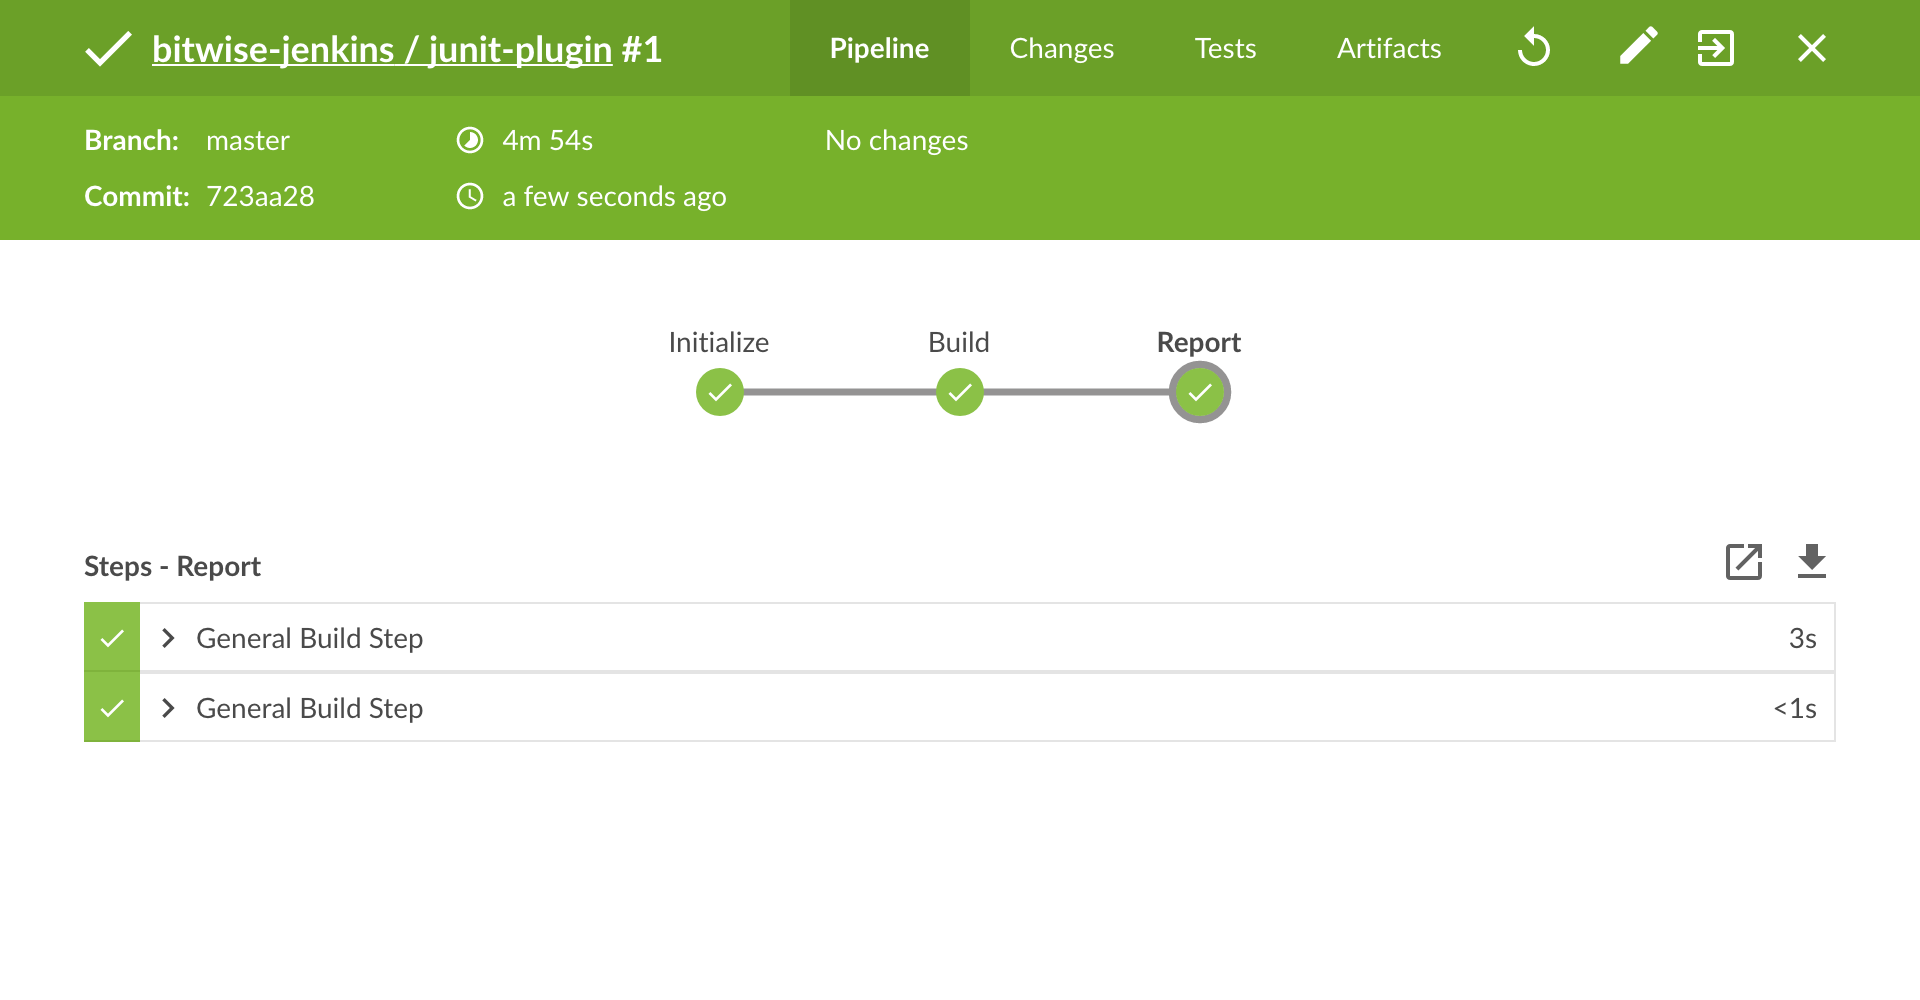 bitwise-jenkins / junit-plugin #1
Pipeline
Changes
Tests
Artifacts
Branch: master
4m 54s
No changes
Commit: 723aa28
a few seconds ago
Initialize
Build
Report
Steps - Report
General Build Step
3s
General Build Step
<1s